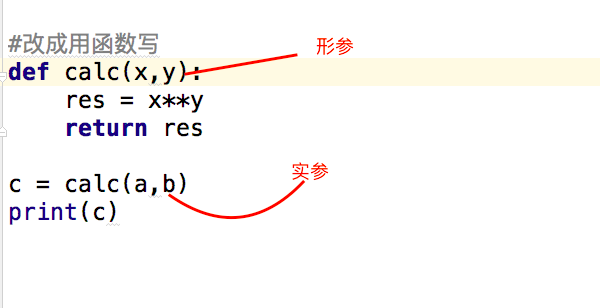 #改成用函数写
形参
def calc(x,y):
    res = x**y
    return res
实参
c = calc(a,b)
print(c)